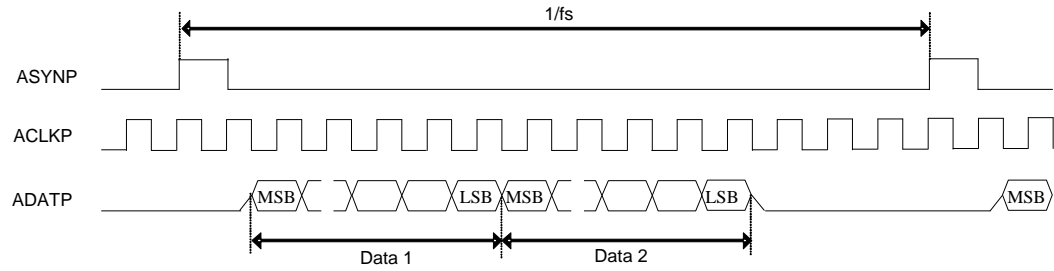 1/fs
ASYNP
ACLKP
ADATP
MSB LSB MSB LSB MSB
Data 1 Data 2